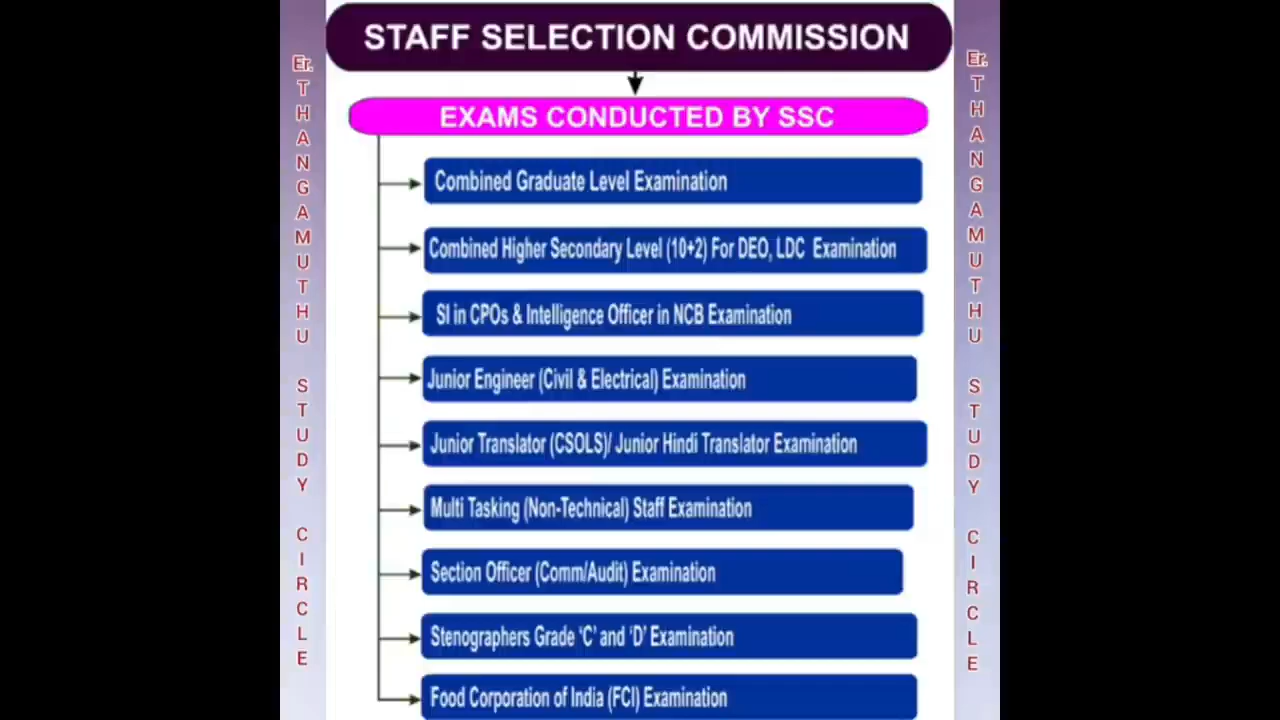 STAFF SELECTION COMMISSION
EXAMS CONDUCTED BY SSC
Combined Graduate Level Examination
Combined Higher Secondary Level (10+2) For DEO, LDC Examination
SI in CPOs & Intelligence Officer in NCB Examination
Junior Engineer (Civil & Electrical) Examination
Junior Translator (CSOLS)/ Junior Hindi Translator Examination
Multi Tasking (Non-Technical) Staff Examination
Section Officer (Comm/Audit) Examination
Stenographers Grade ‘C’ and ‘D’ Examination
Food Corporation of India (FCI) Examination
Er. THANGAMUTHU STUDY CIRCLE
Er. THANGAMUTHU STUDY CIRCLE